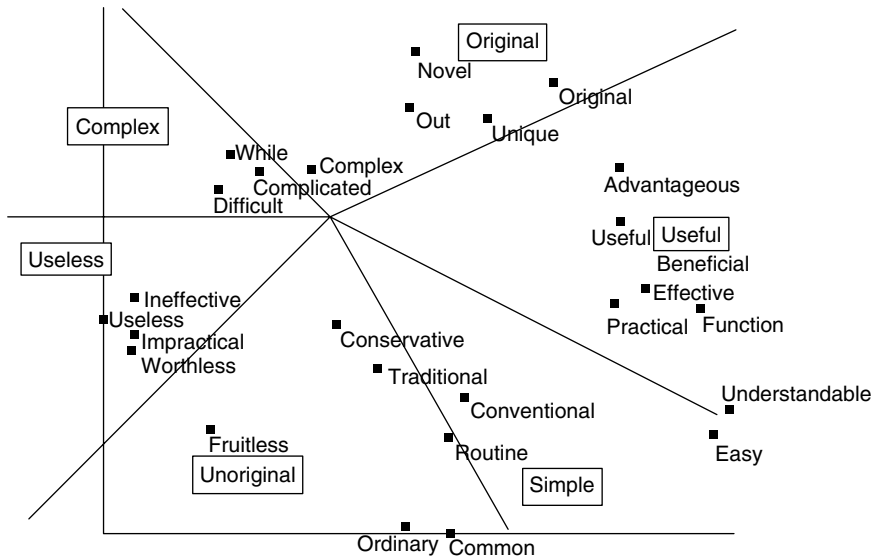 Original
Novel
Original
Complex
Out
Unique
While
Complex
Complicated
Advantageous
Difficult
Useful
Useful
Useless
Beneficial
Ineffective
Effective
Useless
Practical
Function
Impractical
Conservative
Worthless
Traditional
Understandable
Conventional
Fruitless
Routine
Easy
Unoriginal
Simple
Ordinary
Common